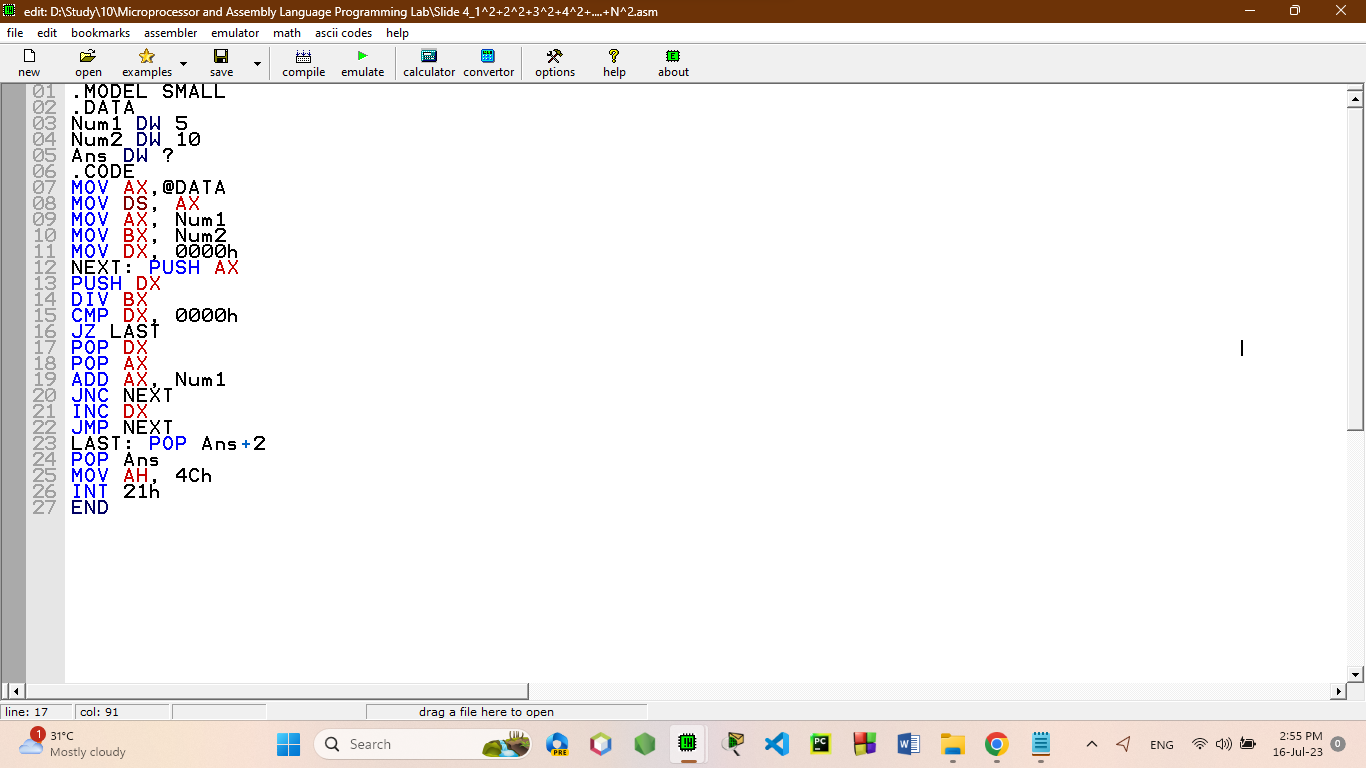 edit: D:\Study\10\Microprocessor and Assembly Language Programming Lab\Slide 4_1^2+2^2+3^2+4^2+....+N^2.asm
file edit bookmarks assembler emulator math ascii codes help
new open examples save compile emulate calculator convertor options help about
01 .MODEL SMALL
02 .DATA
03 Num1 DW 5
04 Num2 DW 10
05 Ans DW ?
06 .CODE
07 MOV AX,@DATA
08 MOV DS, AX
09 MOV AX, Num1
10 MOV BX, Num2
11 MOV DX, 0000h
12 NEXT: PUSH AX
13 PUSH DX
14 DIV BX
15 CMP DX, 0000h
16 JZ LAST
17 POP DX
18 POP AX
19 ADD AX, Num1
20 JNC NEXT
21 INC DX
22 JMP NEXT
23 LAST: POP Ans+2
24 POP Ans
25 MOV AH, 4Ch
26 INT 21h
27 END
line: 17 col: 91 drag a file here to open
1 31°C
Mostly cloudy
Search
PRE
PC
W
ENG
2:55 PM
16-Jul-23
0